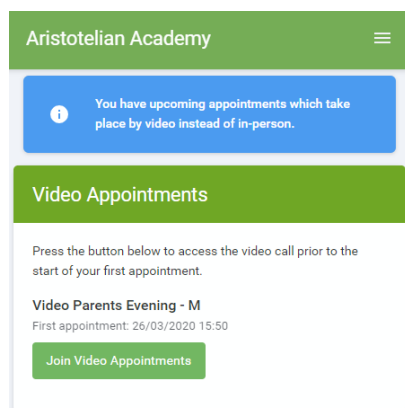 Aristotelian Academy
You have upcoming appointments which take
place by video instead of in-person.
Video Appointments
Press the button below to access the video call prior to the
start of your first appointment.
Video Parents Evening - M
First appointment: 26/03/2020 15:50
Join Video Appointments